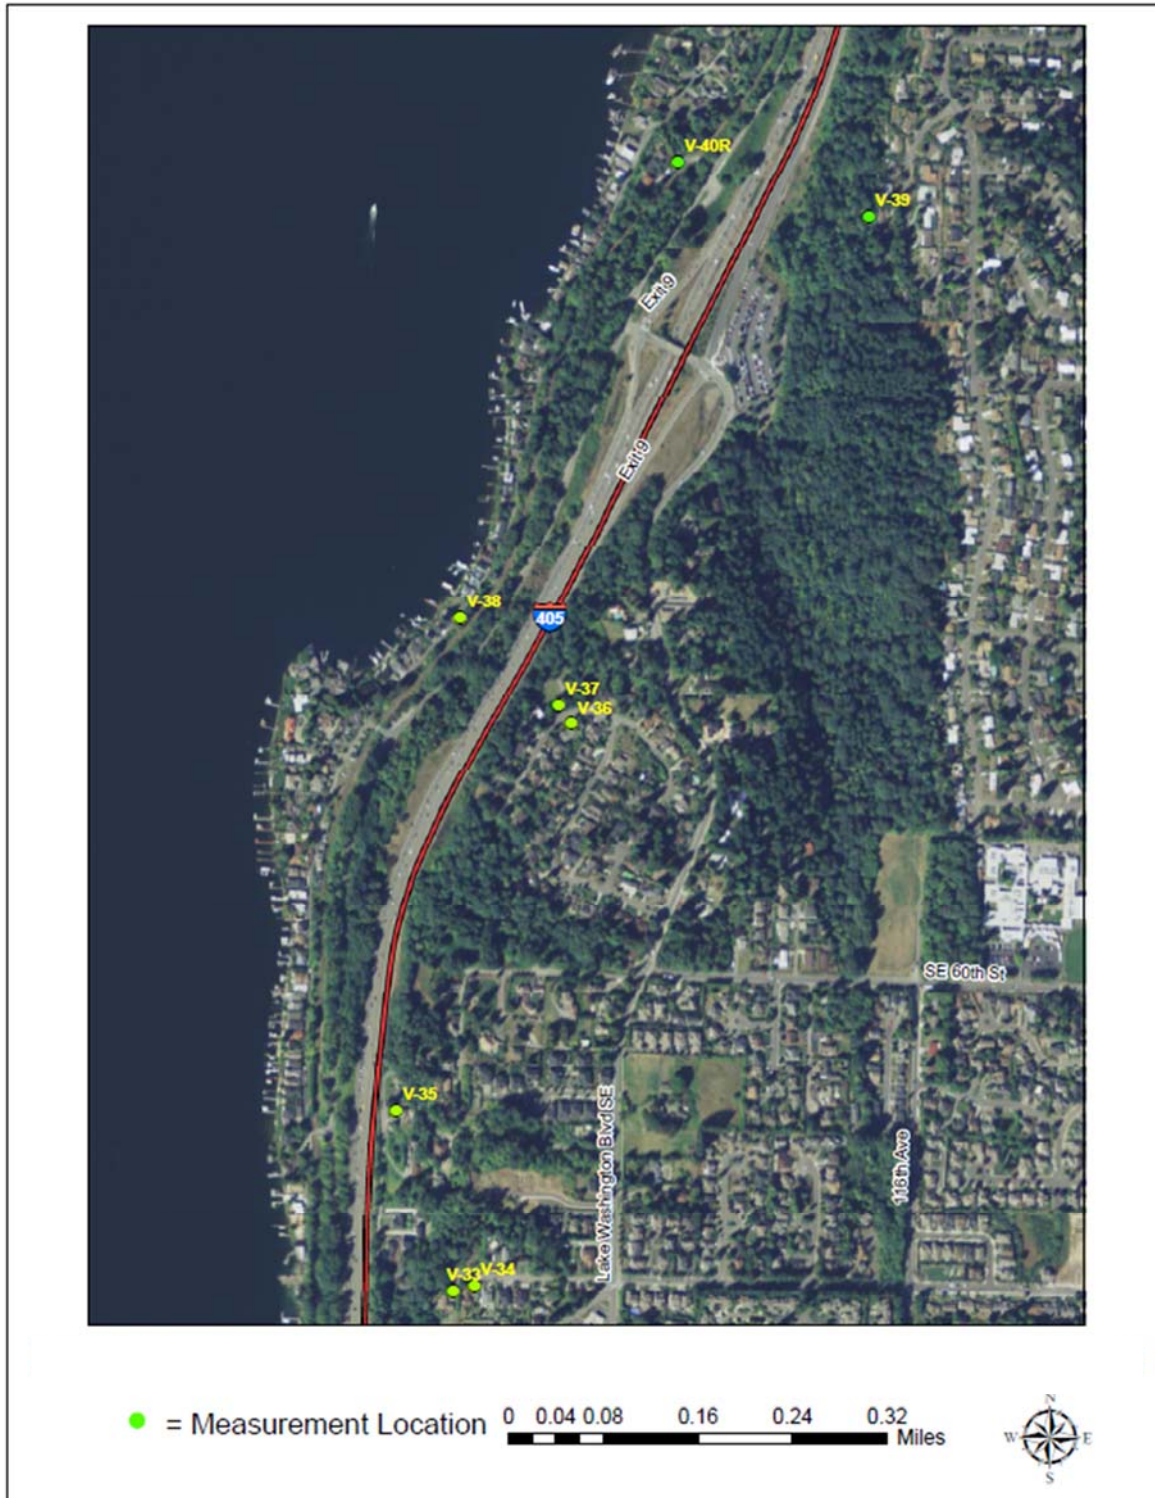 V-40R
V-39
Exit 9
Exit 9
V-38
405
V-37
V-36
SE 60th St
V-35
Lake Washington Blvd SE
116th Ave
V-33
V-34
= Measurement Location
0 0.04 0.08 0.16 0.24 0.32
Miles
N
W E
S